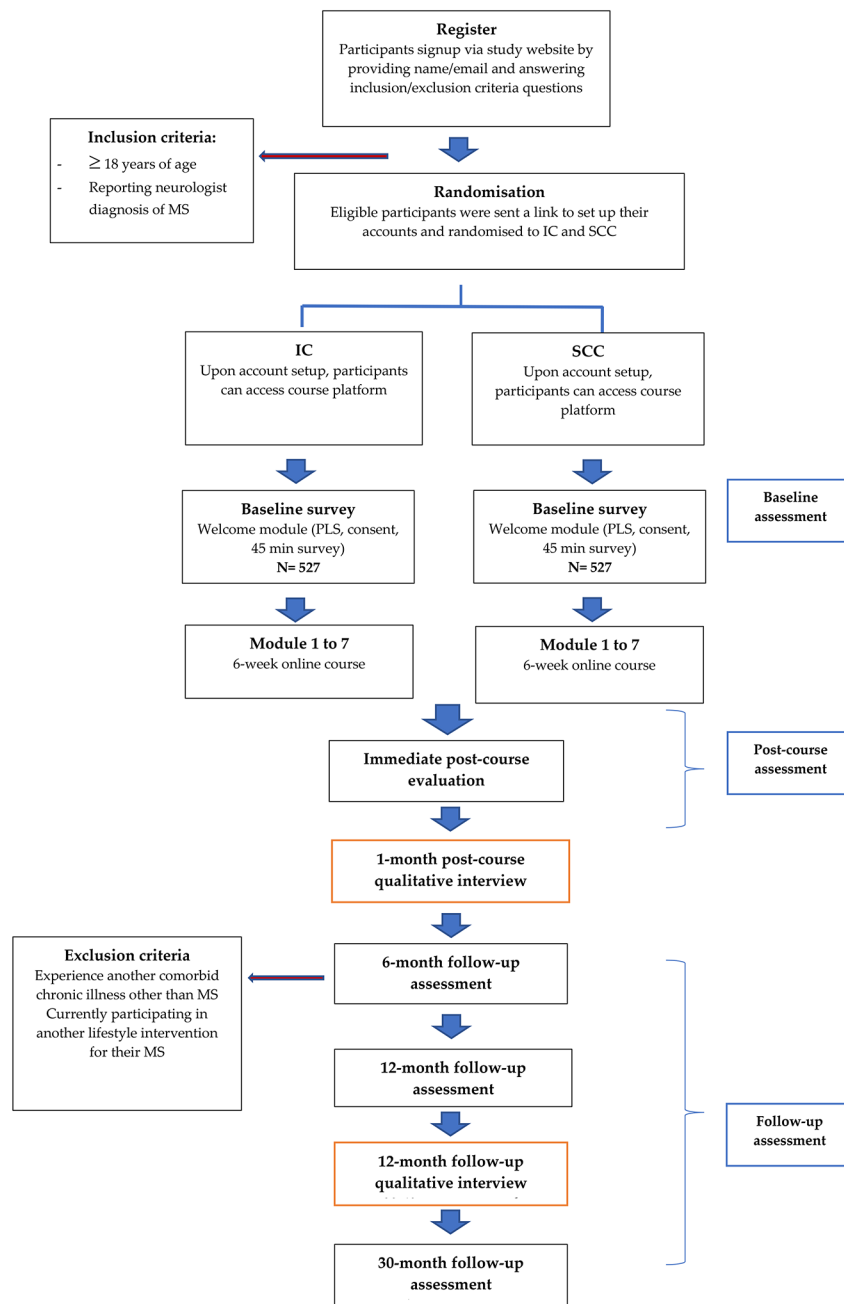 Register
Participants signup via study website by
providing name/email and answering
inclusion/exclusion criteria questions
Inclusion criteria:
- ≥ 18 years of age
- Reporting neurologist
diagnosis of MS
Randomisation
Eligible participants were sent a link to set up their
accounts and randomised to IC and SCC
IC
Upon account setup, participants
can access course platform
SCC
Upon account setup,
participants can access course
platform
Baseline survey
Welcome module (PLS, consent,
45 min survey)
N= 527
Baseline survey
Welcome module (PLS, consent,
45 min survey)
N= 527
Baseline
assessment
Module 1 to 7
6-week online course
Module 1 to 7
6-week online course
Immediate post-course
evaluation
Post-course
assessment
1-month post-course
qualitative interview
Exclusion criteria
Experience another comorbid
chronic illness other than MS
Currently participating in
another lifestyle intervention
for their MS
6-month follow-up
assessment
12-month follow-up
assessment
Follow-up
assessment
12-month follow-up
qualitative interview
30-month follow-up
assessment